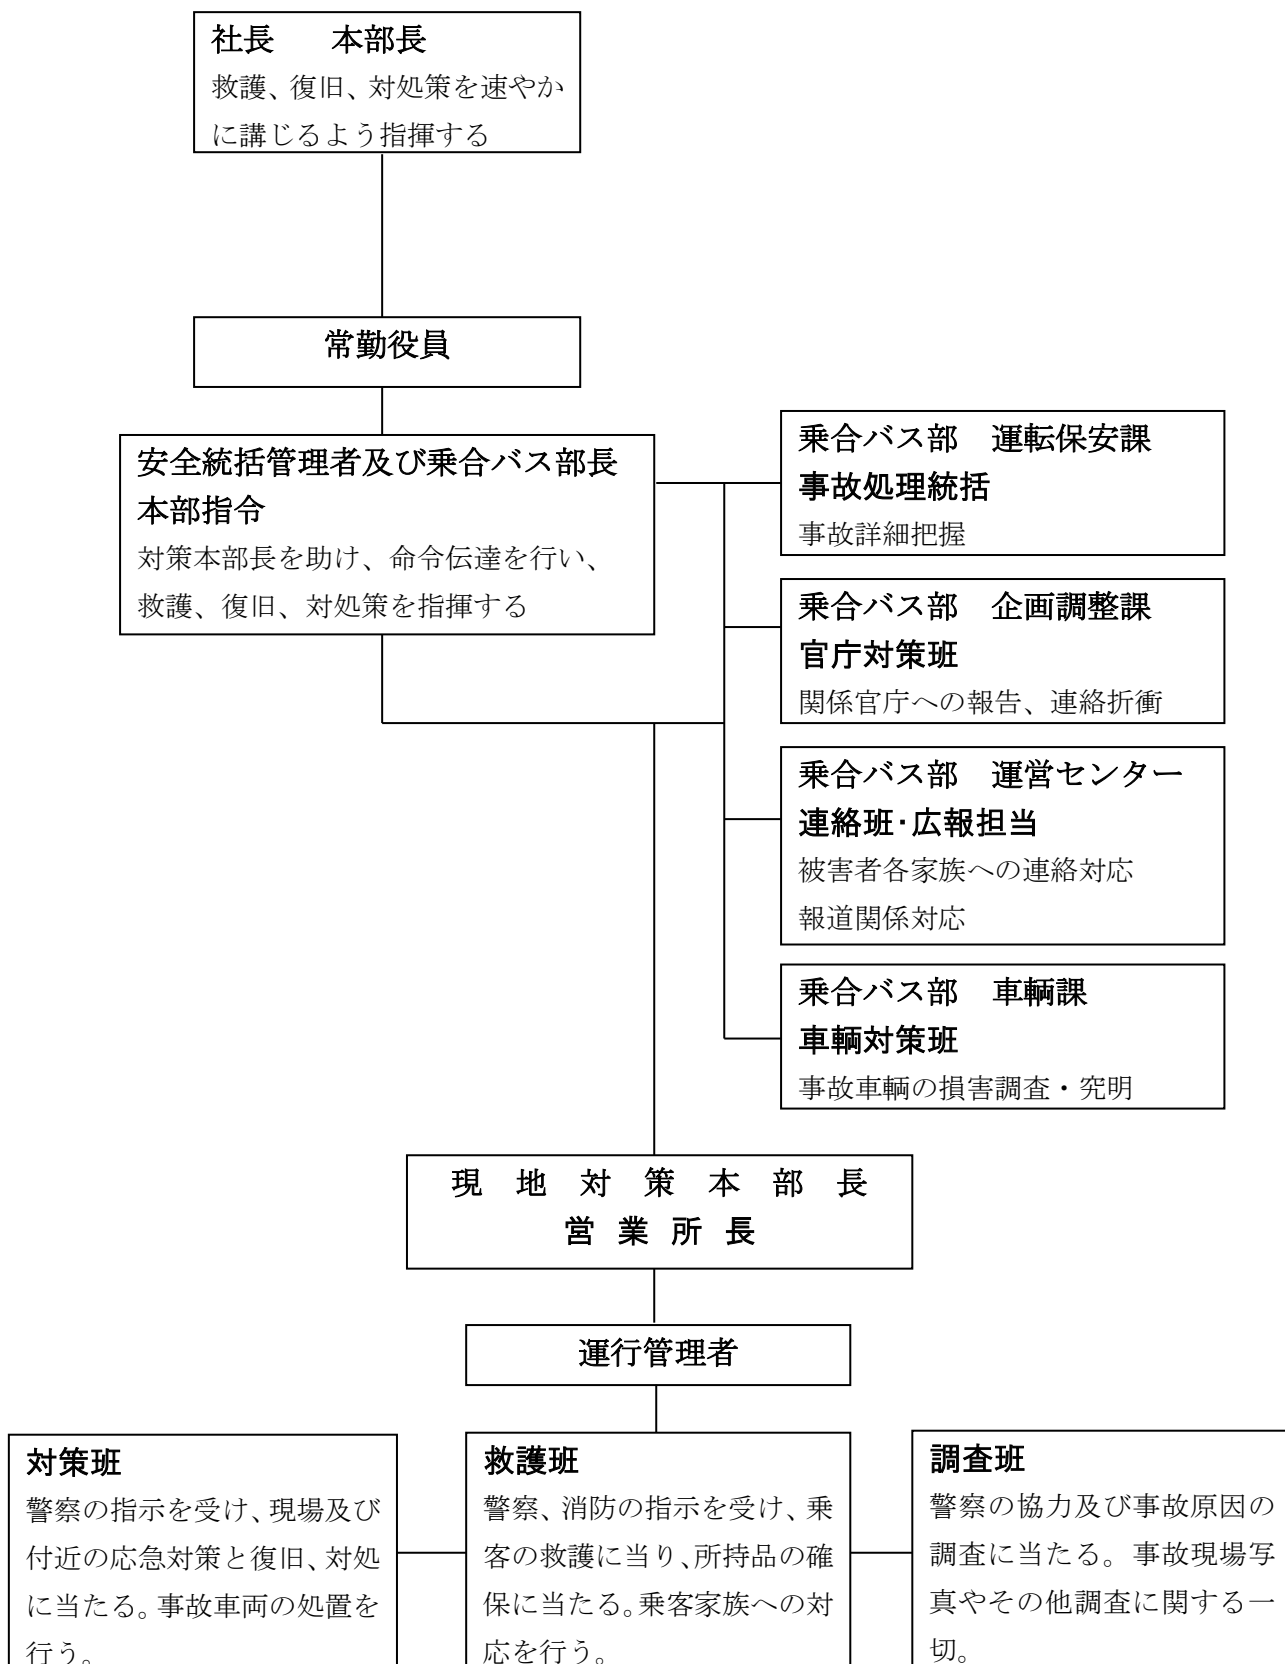 社長　本部長
救護、復旧、対処策を速やか
に講じるよう指揮する
常勤役員
安全統括管理者及び乗合バス部長
本部指令
対策本部長を助け、命令伝達を行い、
救護、復旧、対処策を指揮する
乗合バス部　運転保安課
事故処理統括
事故詳細把握
乗合バス部　企画調整課
官庁対策班
関係官庁への報告、連絡折衝
乗合バス部　運営センター
連絡班・広報担当
被害者各家族への連絡対応
報道関係対応
乗合バス部　車輌課
車輌対策班
事故車輌の損害調査・究明
現 地 対 策 本 部 長
営 業 所 長
運行管理者
対策班
警察の指示を受け、現場及び
付近の応急対策と復旧、対処
に当たる。事故車両の処置を
行う。
救護班
警察、消防の指示を受け、乗
客の救護に当り、所持品の確
保に当たる。乗客家族への対
応を行う。
調査班
警察の協力及び事故原因の
調査に当たる。事故現場写
真やその他調査に関する一
切。